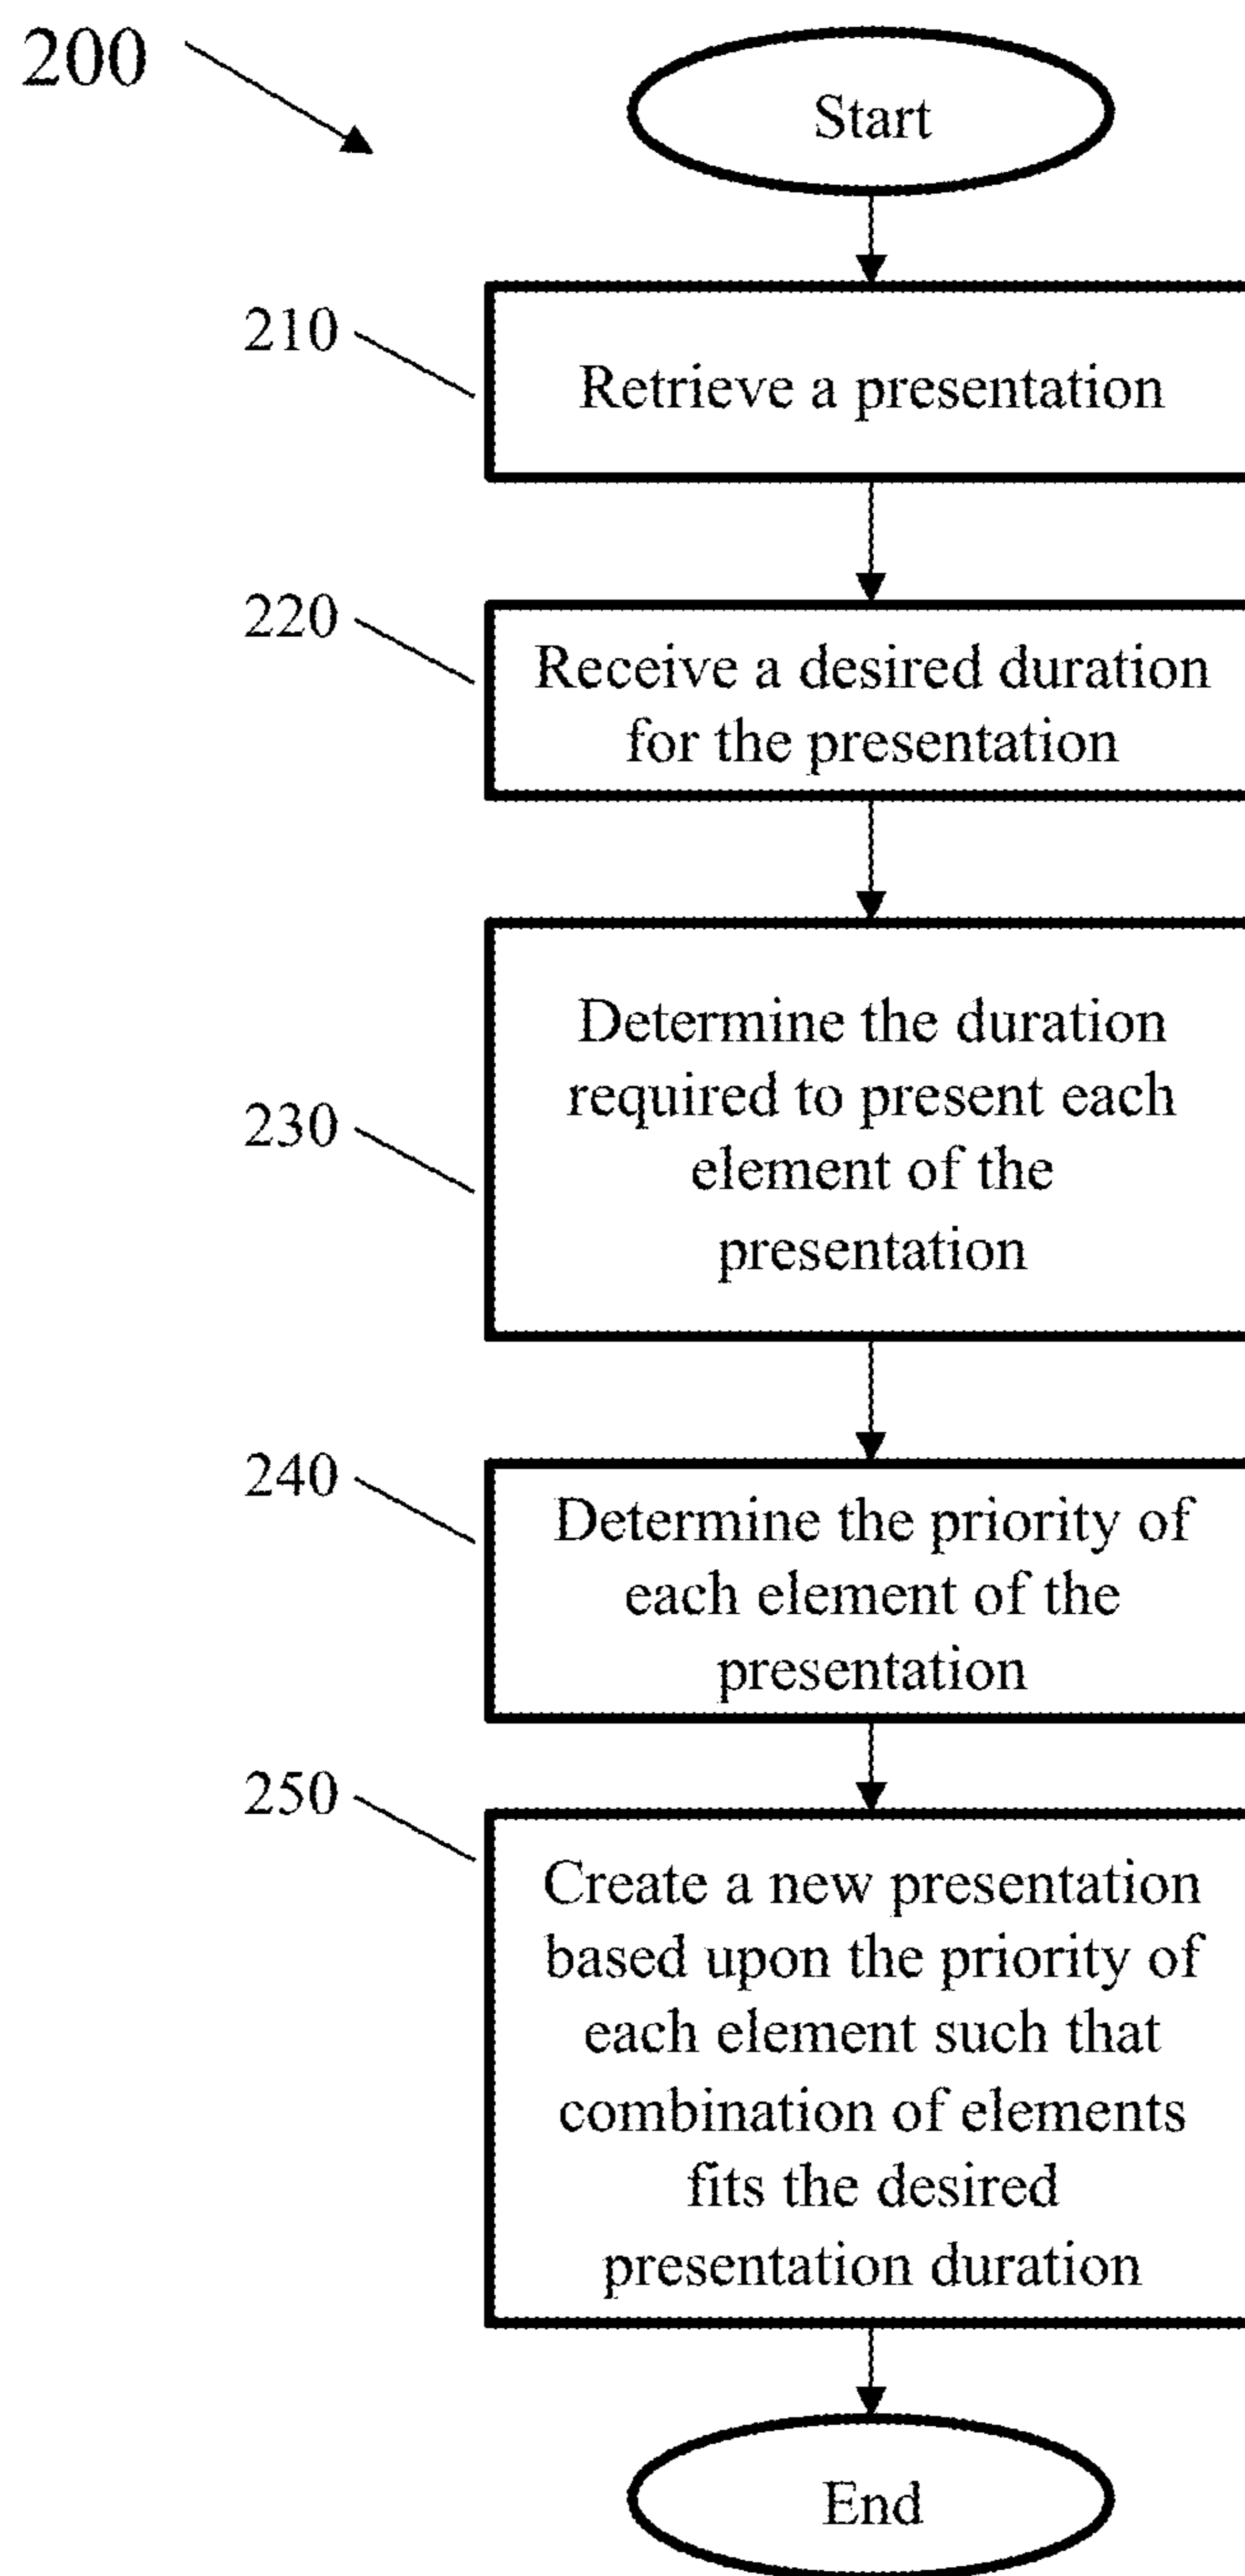 200
Start
210
Retrieve a presentation
220
Receive a desired duration
for the presentation
230
Determine the duration
required to present each
element of the
presentation
240
Determine the priority of
each element of the
presentation
250
Create a new presentation
based upon the priority of
each element such that
combination of elements
fits the desired
presentation duration
End